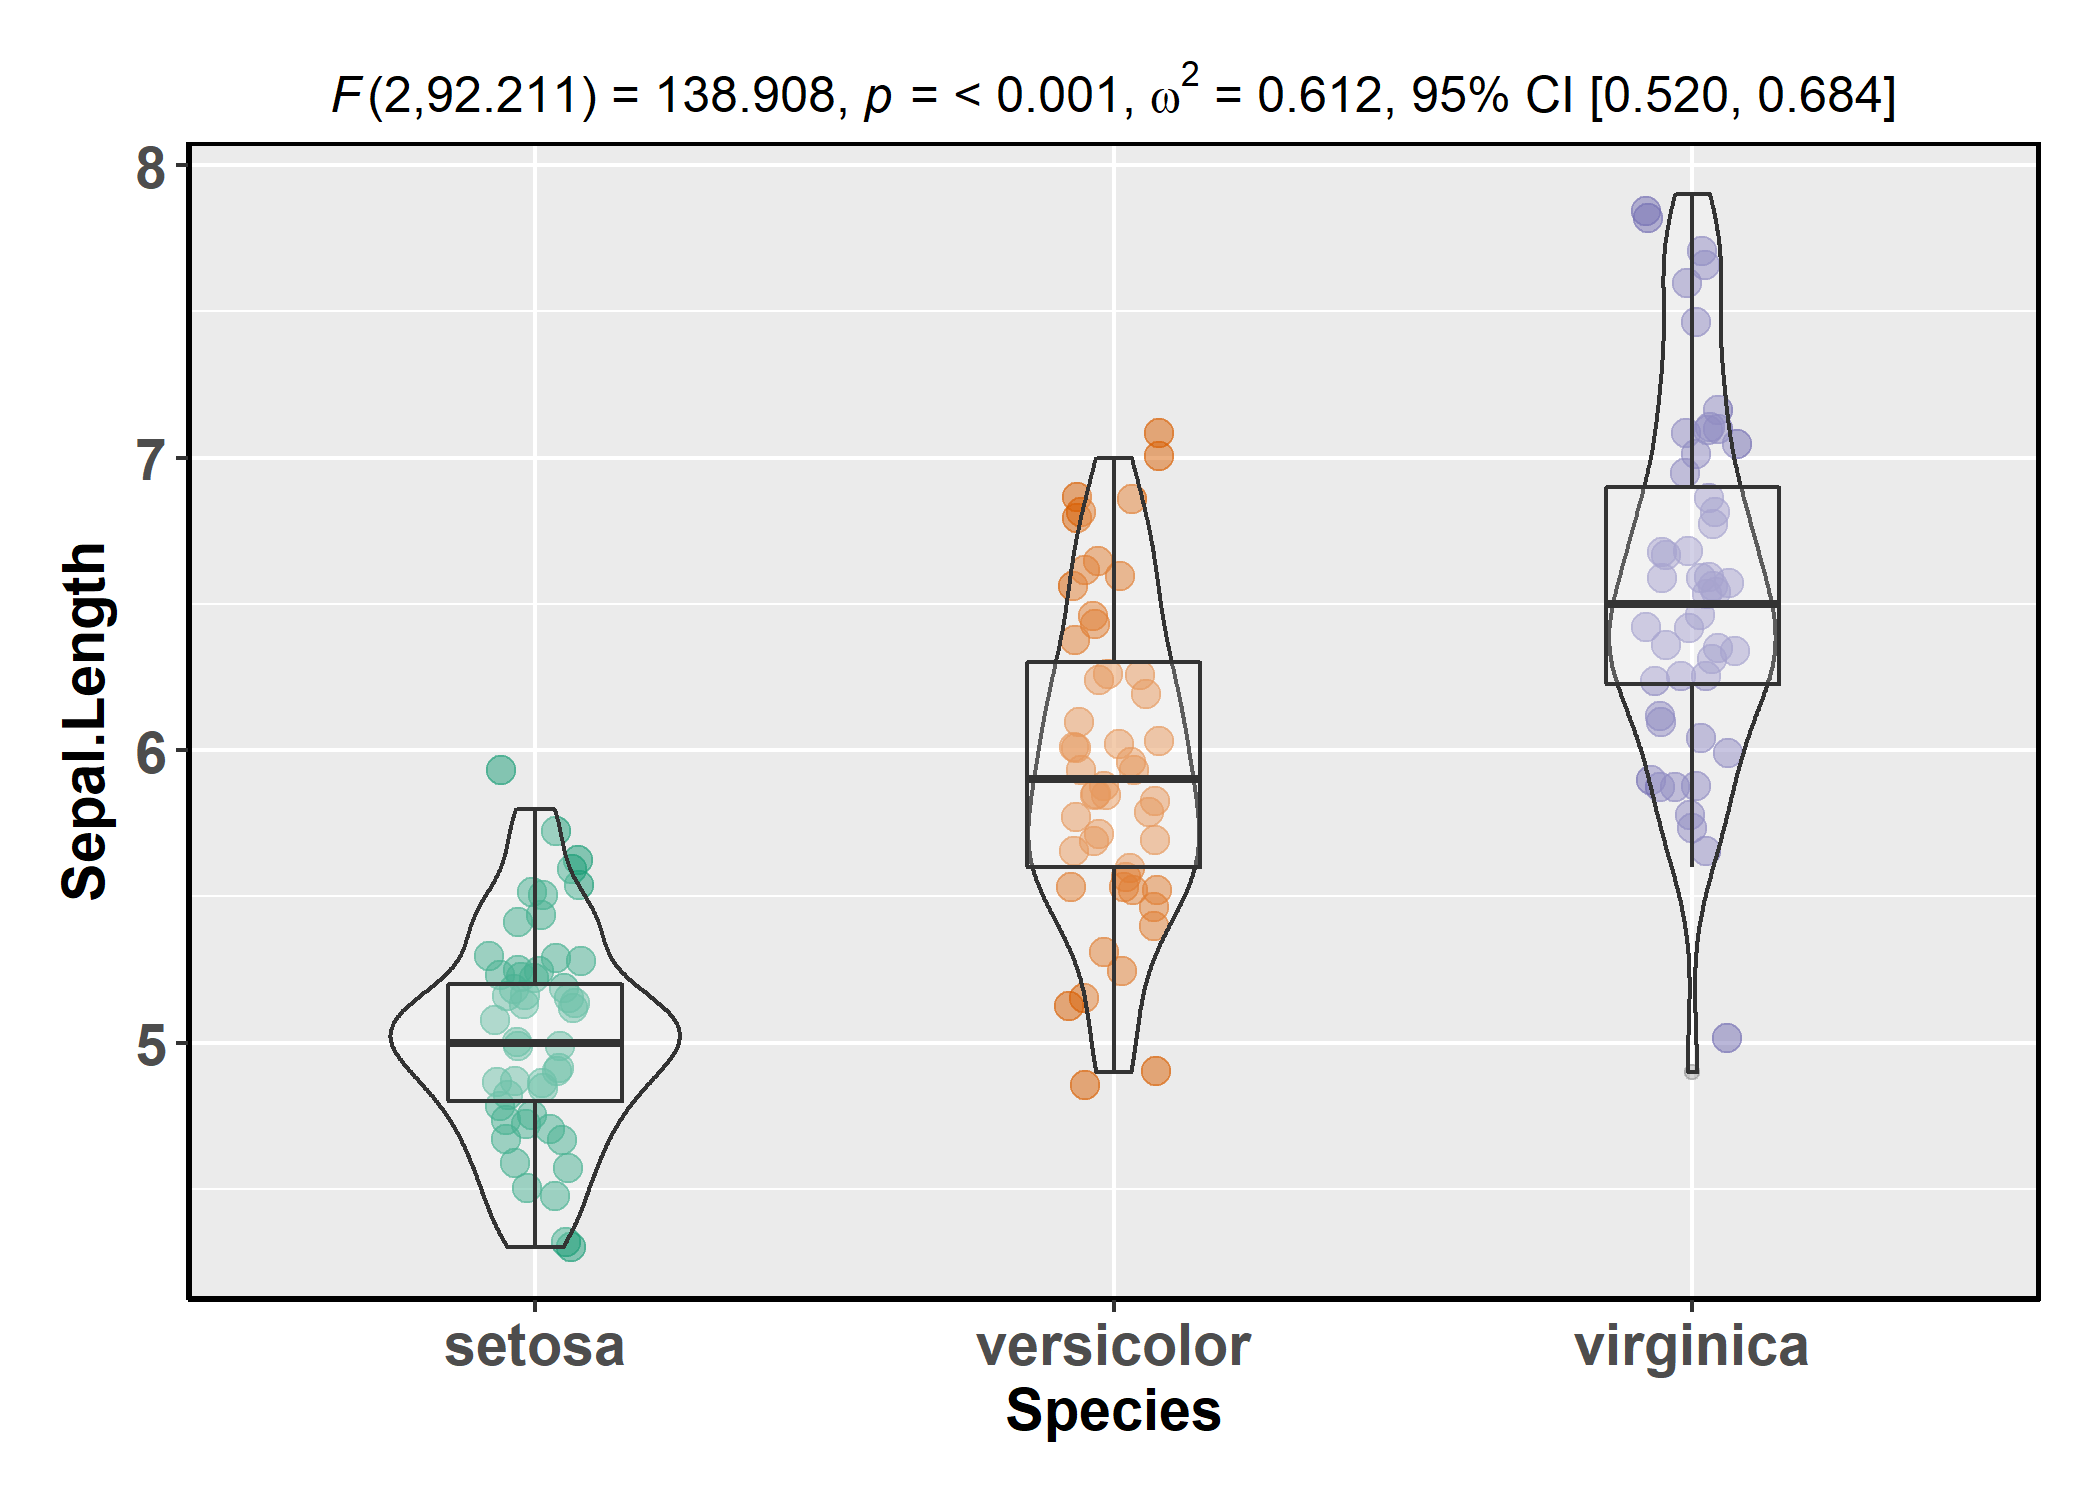 F(2,92.211) = 138.908, p = < 0.001, ω² = 0.612, 95% CI [0.520, 0.684]
8
7
6
5
Sepal.Length
setosa versicolor virginica
Species